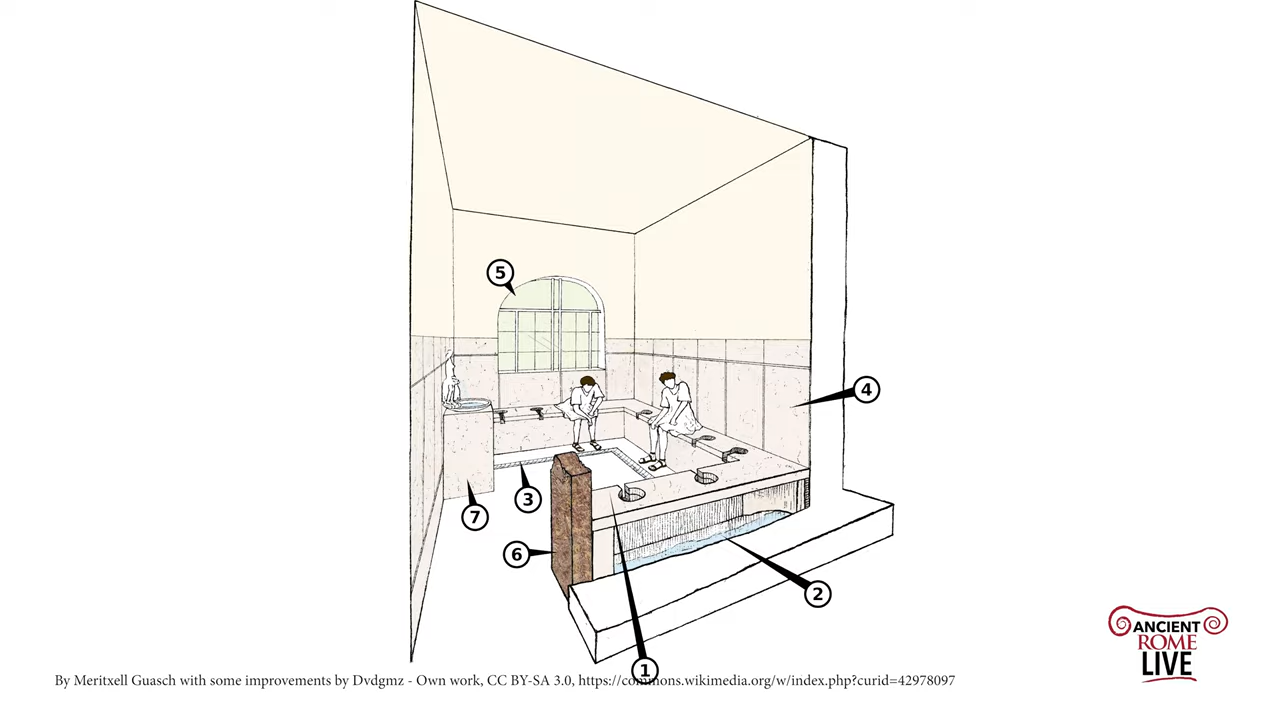 5
4
3
7
6
2
1
By Meritxell Guasch with some improvements by Dvdgmz - Own work, CC BY-SA 3.0, https://commons.wikimedia.org/w/index.php?curid=42978097
ANCIENT
ROME
LIVE